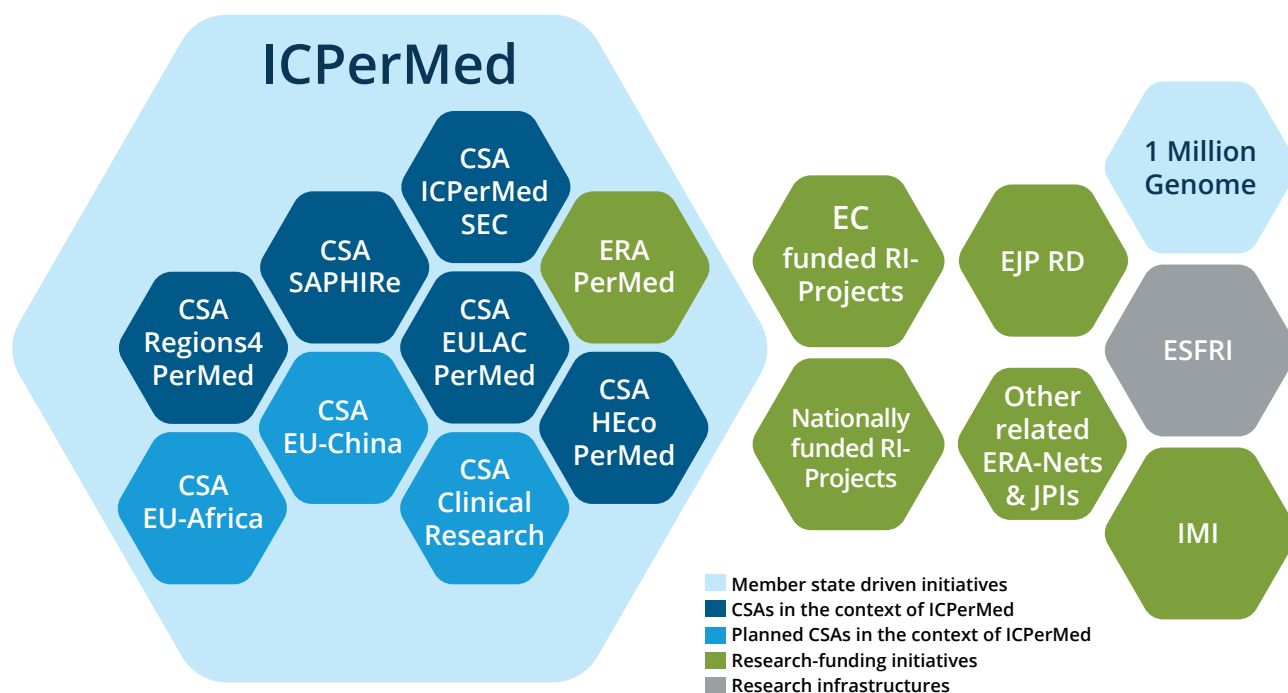 ICPerMed
CSA
ICPerMed
SEC
CSA
SAPHIRe
ERA
PerMed
CSA
Regions4
PerMed
CSA
EULAC
PerMed
CSA
EU-China
CSA
HEco
PerMed
CSA
EU-Africa
CSA
Clinical
Research
EC
funded RI-
Projects
EJP RD
1 Million
Genome
ESFRI
Nationally
funded RI-
Projects
Other
related
ERA-Nets
& JPIs
IMI
Member state driven initiatives
CSAs in the context of ICPerMed
Planned CSAs in the context of ICPerMed
Research-funding initiatives
Research infrastructures